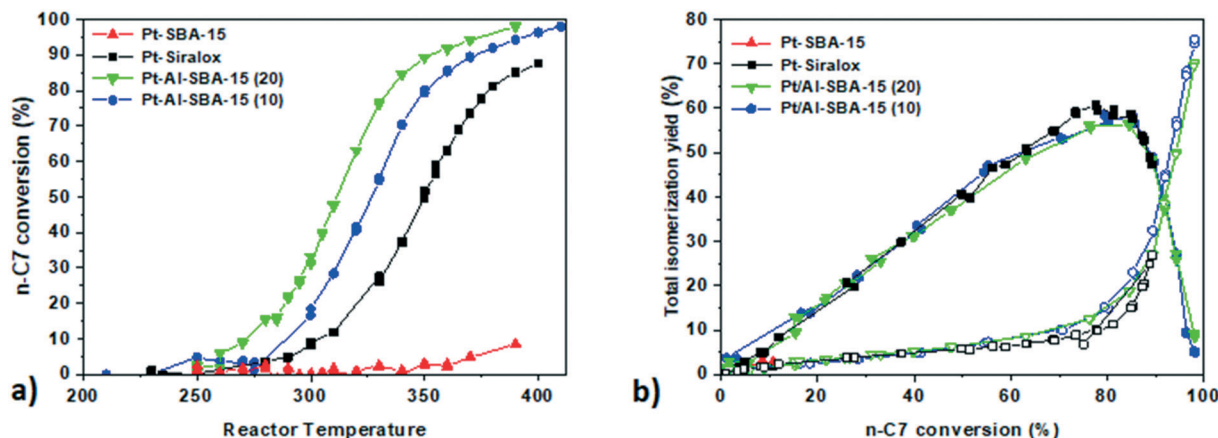 100
90
80
70
60
50
40
30
20
10
0
n-C7 conversion (%)
Pt- SBA-15
Pt- Siralox
Pt-Al-SBA-15 (20)
Pt-Al-SBA-15 (10)
200
250
300
350
400
Reactor Temperature
a)
80
70
60
50
40
30
20
10
0
Total isomerization yield (%)
Pt- SBA-15
Pt- Siralox
Pt/Al-SBA-15 (20)
Pt/Al-SBA-15 (10)
0
20
40
60
80
100
n-C7 conversion (%)
b)